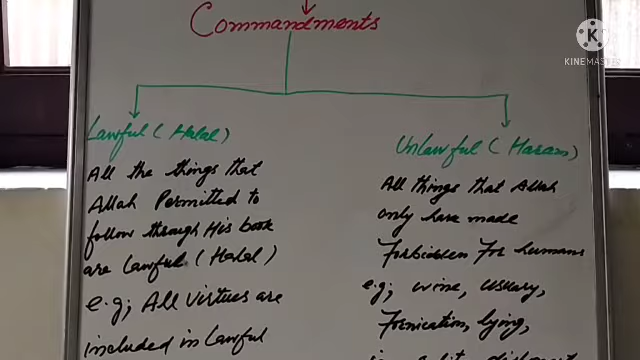 Commandments
Lawful (Halal)
All the things that
Allah Permitted to
follow through His book
are Lawful (Halal)
e.g; All virtues are
included in Lawful
Unlawful (Haram)
All things that Allah
only have made
Forbidden For humans
e.g; wine, usuary,
Fornication, lying,
K
KINEMASTER